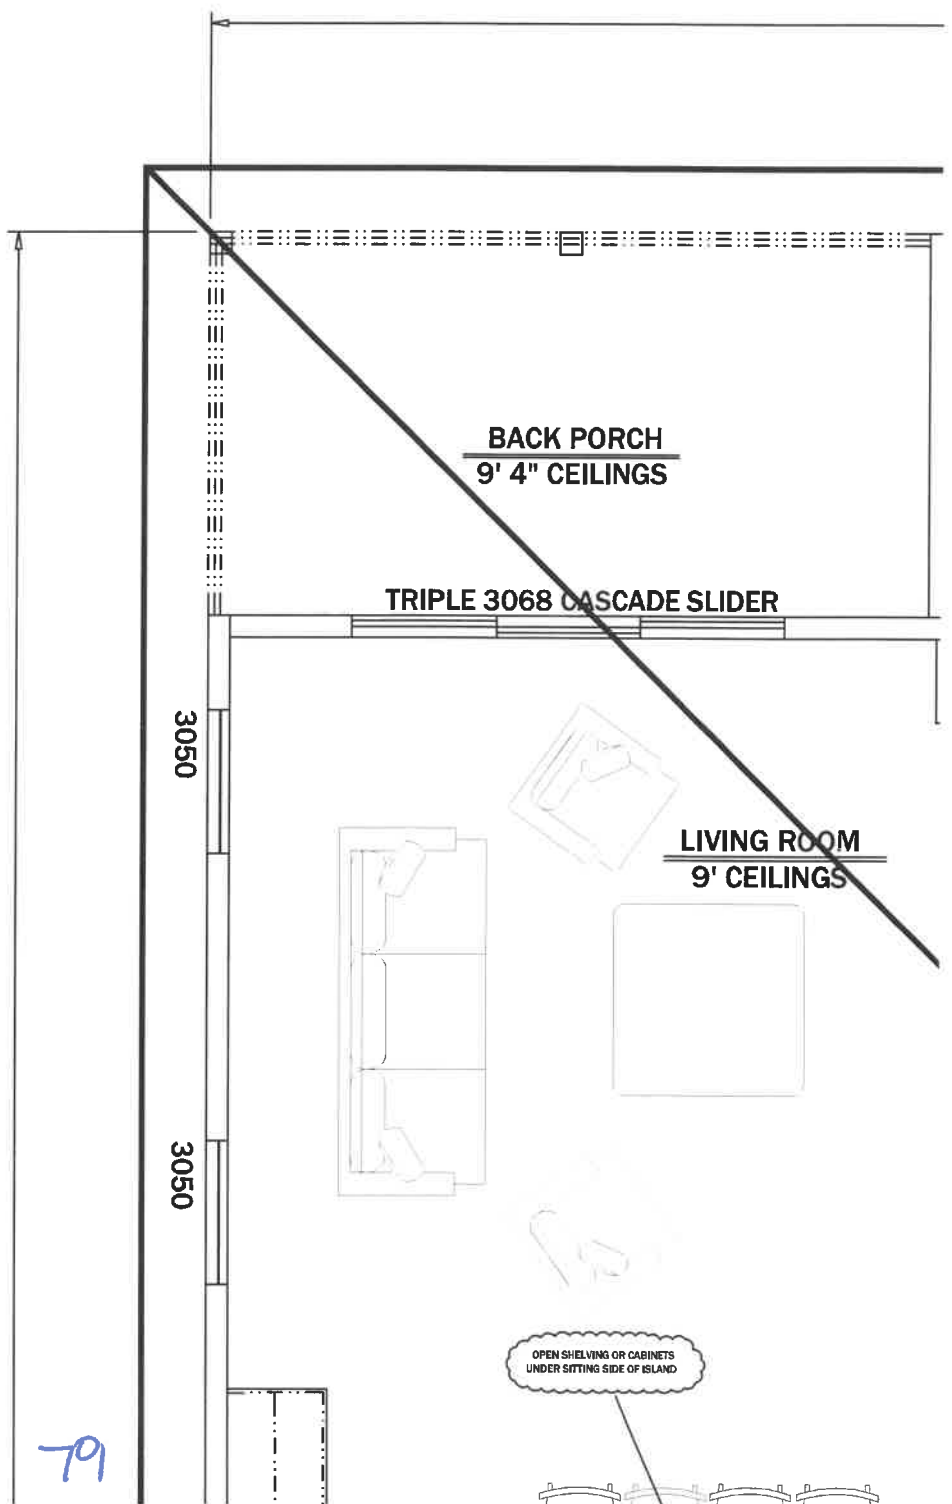 BACK PORCH
9' 4" CEILINGS
TRIPLE 3068 CASCADE SLIDER
3050
LIVING ROOM
9' CEILINGS
3050
OPEN SHELVING OR CABINETS
UNDER SITTING SIDE OF ISLAND